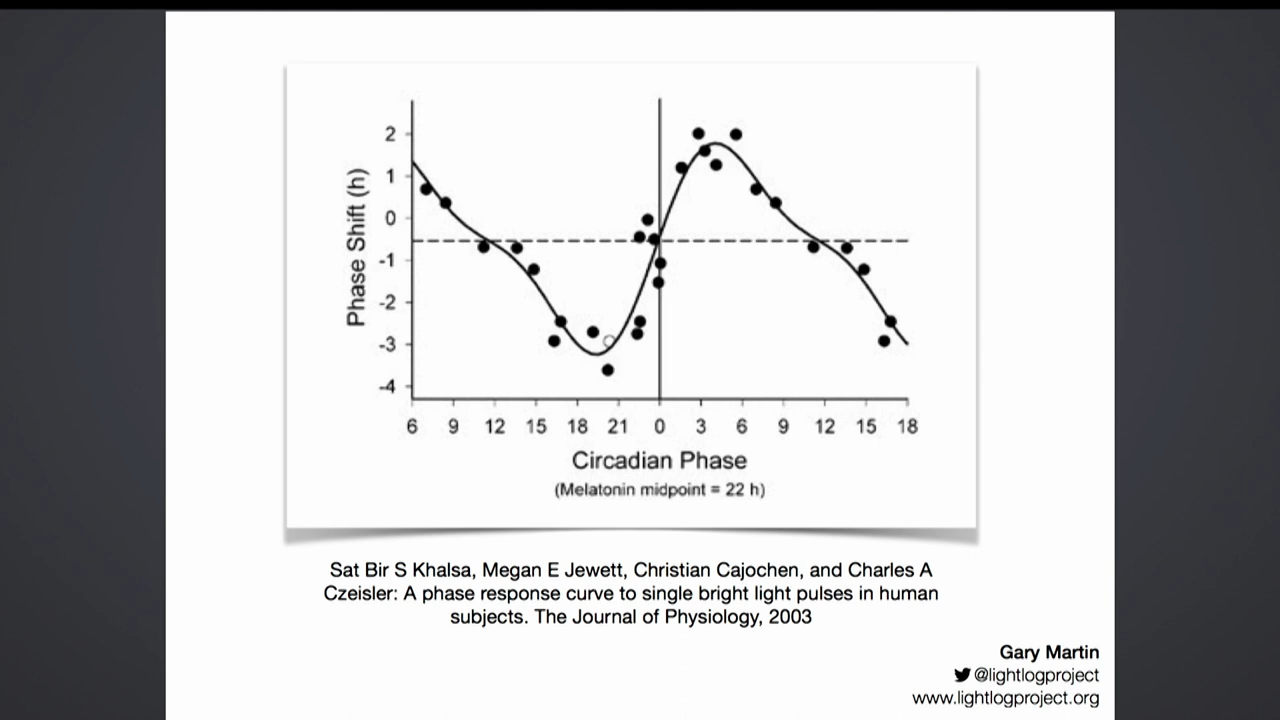 2
1
0
-1
-2
-3
-4
Phase Shift (h)
6 9 12 15 18 21 0 3 6 9 12 15 18
Circadian Phase
(Melatonin midpoint = 22 h)
Sat Bir S Khalsa, Megan E Jewett, Christian Cajochen, and Charles A
Czeisler: A phase response curve to single bright light pulses in human
subjects. The Journal of Physiology, 2003
Gary Martin
@lightlogproject
www.lightlogproject.org